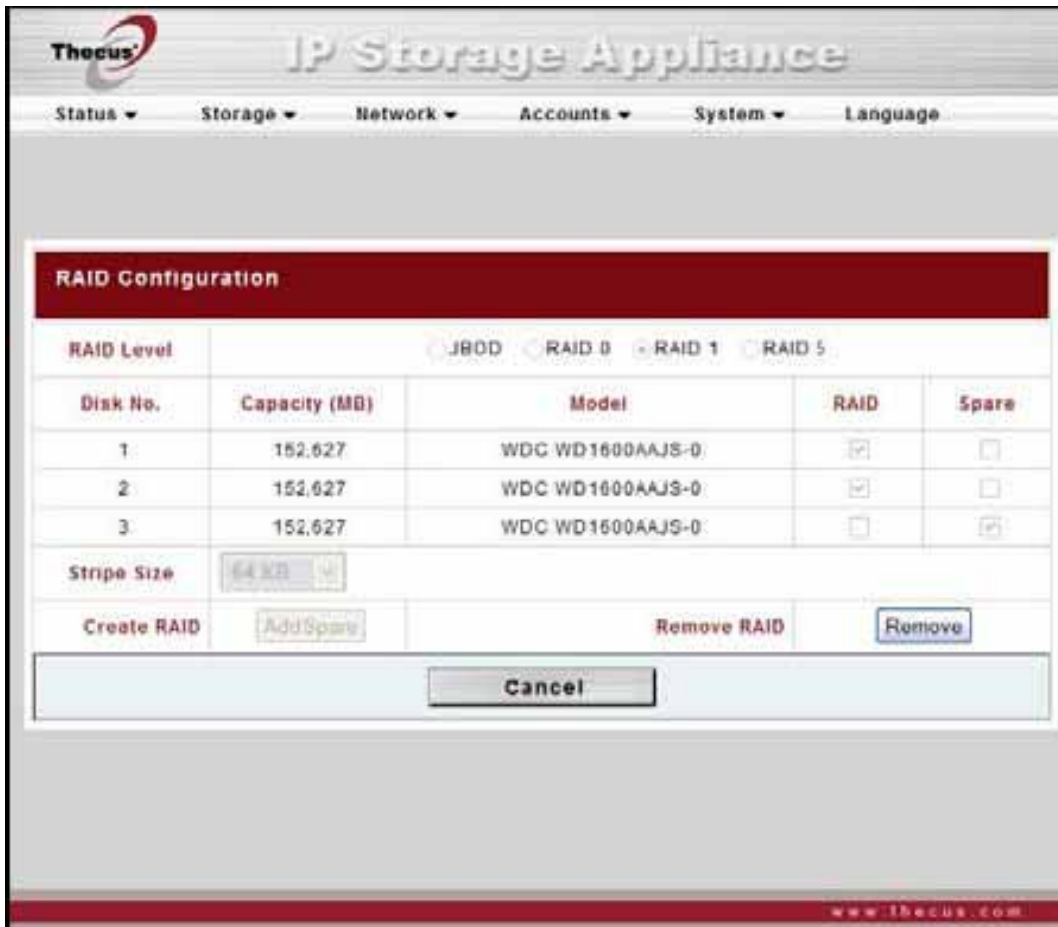 Thecus
IP Storage Appliance
Status Storage Network Accounts System Language
RAID Configuration
RAID Level JBOD RAID 0 RAID 1 RAID 5
Disk No. Capacity (MB) Model RAID Spare
1 152,627 WDC WD1600AAJS-0
2 152,627 WDC WD1600AAJS-0
3 152,627 WDC WD1600AAJS-0
Stripe Size 64 KB
Create RAID AddSpare Remove RAID Remove
Cancel
www.thecus.com